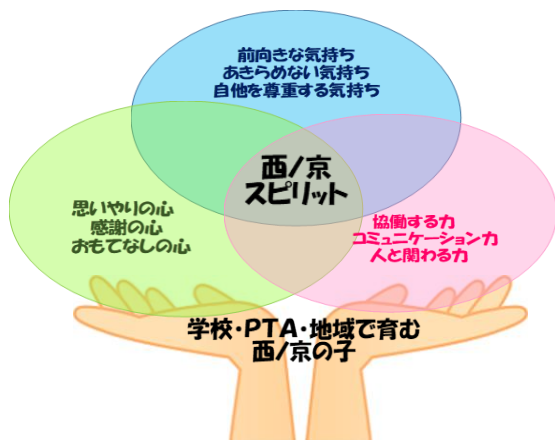 前向きな気持ち
あきらめない気持ち
自他を尊重する気持ち
西ノ京
スピリット
思いやりの心
感謝の心
おもてなしの心
協働する力
コミュニケーション力
人と関わる力
学校・PTA・地域で育む
西ノ京の子